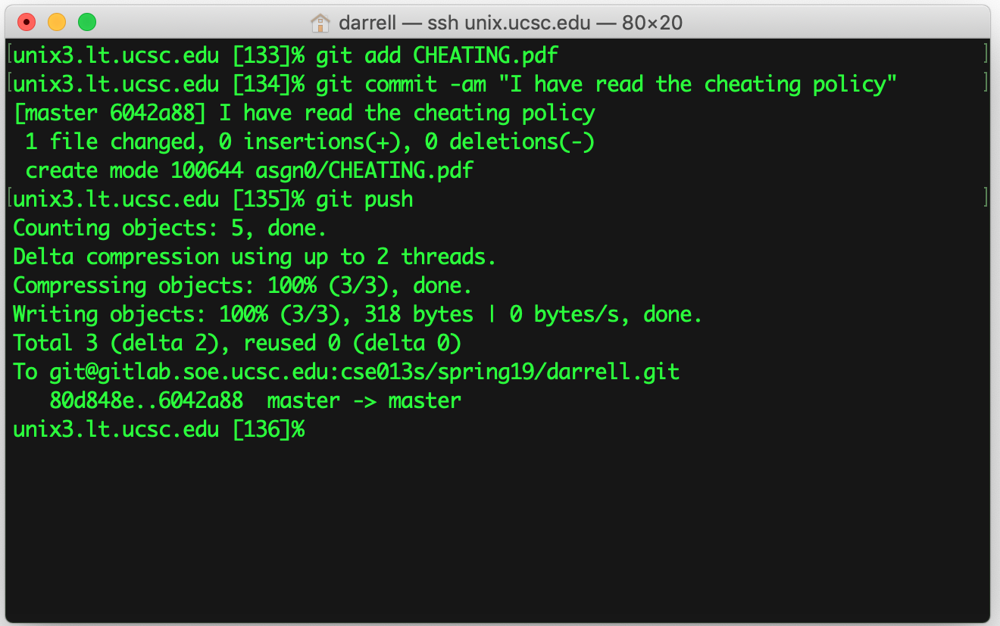 darrell — ssh unix.ucsc.edu — 80×20
[unix3.lt.ucsc.edu [133]% git add CHEATING.pdf ]
[unix3.lt.ucsc.edu [134]% git commit -am "I have read the cheating policy" ]
[master 6042a88] I have read the cheating policy
 1 file changed, 0 insertions(+), 0 deletions(-)
 create mode 100644 asgn0/CHEATING.pdf
[unix3.lt.ucsc.edu [135]% git push ]
Counting objects: 5, done.
Delta compression using up to 2 threads.
Compressing objects: 100% (3/3), done.
Writing objects: 100% (3/3), 318 bytes | 0 bytes/s, done.
Total 3 (delta 2), reused 0 (delta 0)
To git@gitlab.soe.ucsc.edu:cse013s/spring19/darrell.git
   80d848e..6042a88  master -> master
unix3.lt.ucsc.edu [136]%